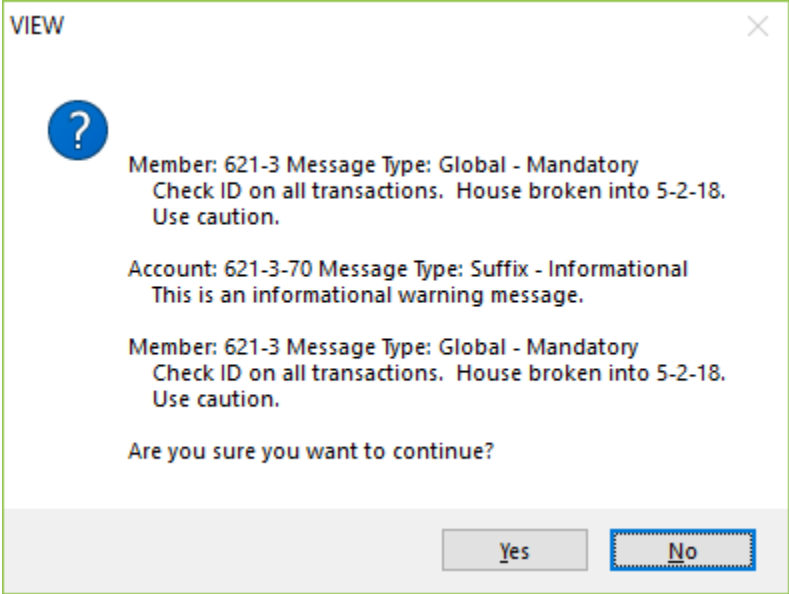 VIEW
?
Member: 621-3 Message Type: Global - Mandatory
Check ID on all transactions.  House broken into 5-2-18.
Use caution.
Account: 621-3-70 Message Type: Suffix - Informational
This is an informational warning message.
Member: 621-3 Message Type: Global - Mandatory
Check ID on all transactions.  House broken into 5-2-18.
Use caution.
Are you sure you want to continue?
Yes No